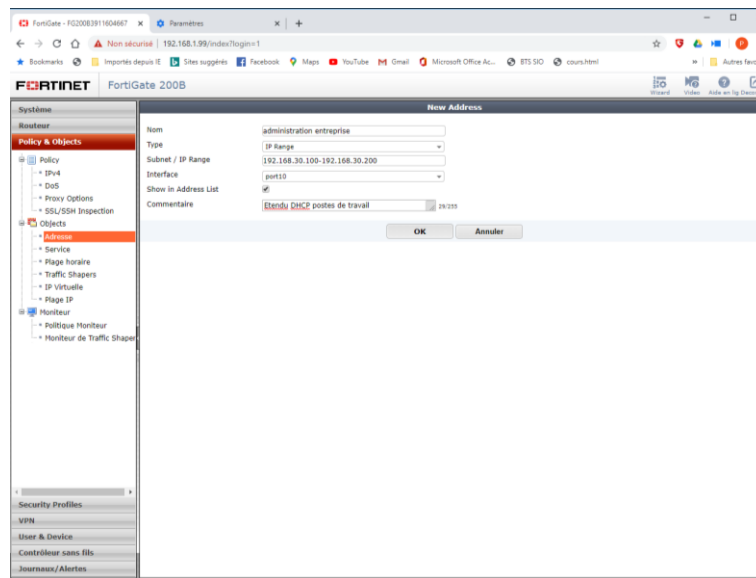 FortiGate - FG200B3911604667
Paramètres
Non sécurisé | 192.168.1.99/index?login=1
Bookmarks
Importés depuis IE
Sites suggérés
Facebook
Maps
YouTube
Gmail
Microsoft Office Ac...
BTS SIO
cours.html
»
Autres favo
FORTINET
FortiGate 200B
Wizard
Video
Aide en lig
Système
Routeur
Policy & Objects
Policy
IPv4
DoS
Proxy Options
SSL/SSH Inspection
Objects
Adresse
Service
Plage horaire
Traffic Shapers
IP Virtuelle
Plage IP
Moniteur
Politique Moniteur
Moniteur de Traffic Shaper
Security Profiles
VPN
User & Device
Contrôleur sans fils
Journaux/Alertes
New Address
Nom administration entreprise
Type IP Range
Subnet / IP Range 192.168.30.100-192.168.30.200
Interface port10
Show in Address List
Commentaire Etendu DHCP postes de travail 29/255
OK Annuler